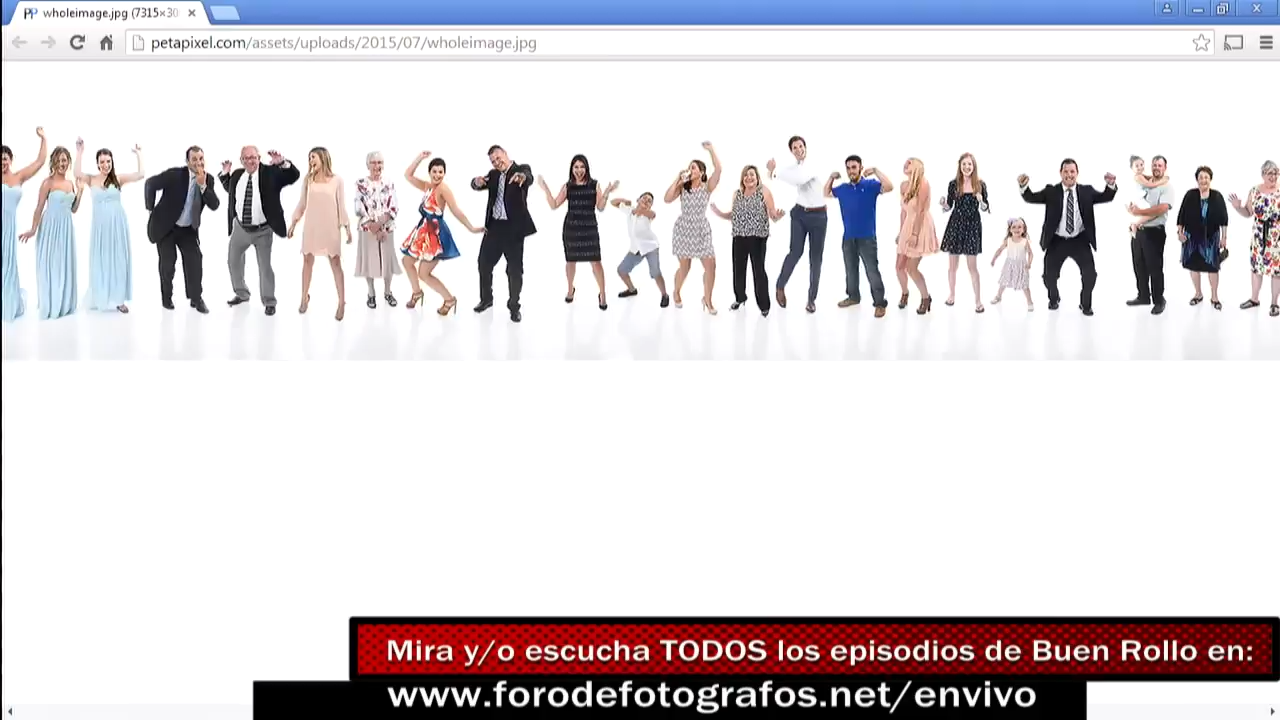 wholeimage.jpg (7315×30
petapixel.com/assets/uploads/2015/07/wholeimage.jpg
Mira y/o escucha TODOS los episodios de Buen Rollo en:
www.forodefotografos.net/envivo